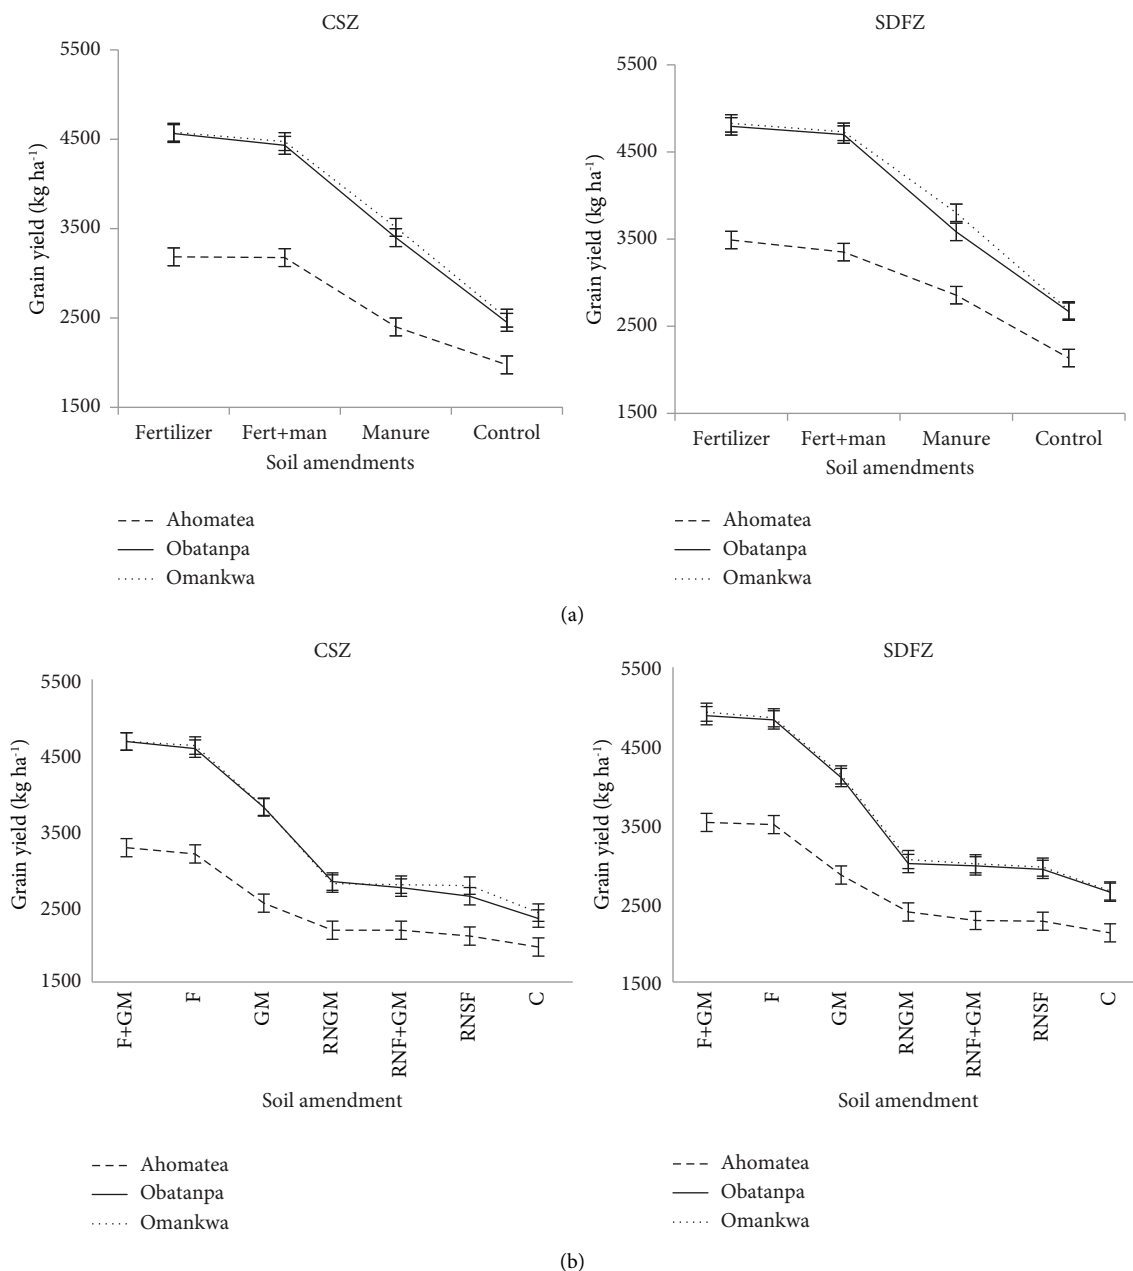 CSZ
5500
4500
3500
2500
1500
Grain yield (kg ha-1)
Fertilizer Fert+man Manure Control
Soil amendments
Ahomatea
Obatanpa
Omankwa
SDFZ
5500
4500
3500
2500
1500
Grain yield (kg ha-1)
Fertilizer Fert+man Manure Control
Soil amendments
Ahomatea
Obatanpa
Omankwa
(a)
CSZ
5500
4500
3500
2500
1500
Grain yield (kg ha-1)
F+GM
F
GM
RNGM
RNF+GM
RNSF
C
Soil amendment
Ahomatea
Obatanpa
Omankwa
SDFZ
5500
4500
3500
2500
1500
Grain yield (kg ha-1)
F+GM
F
GM
RNGM
RNF+GM
RNSF
C
Soil amendment
Ahomatea
Obatanpa
Omankwa
(b)